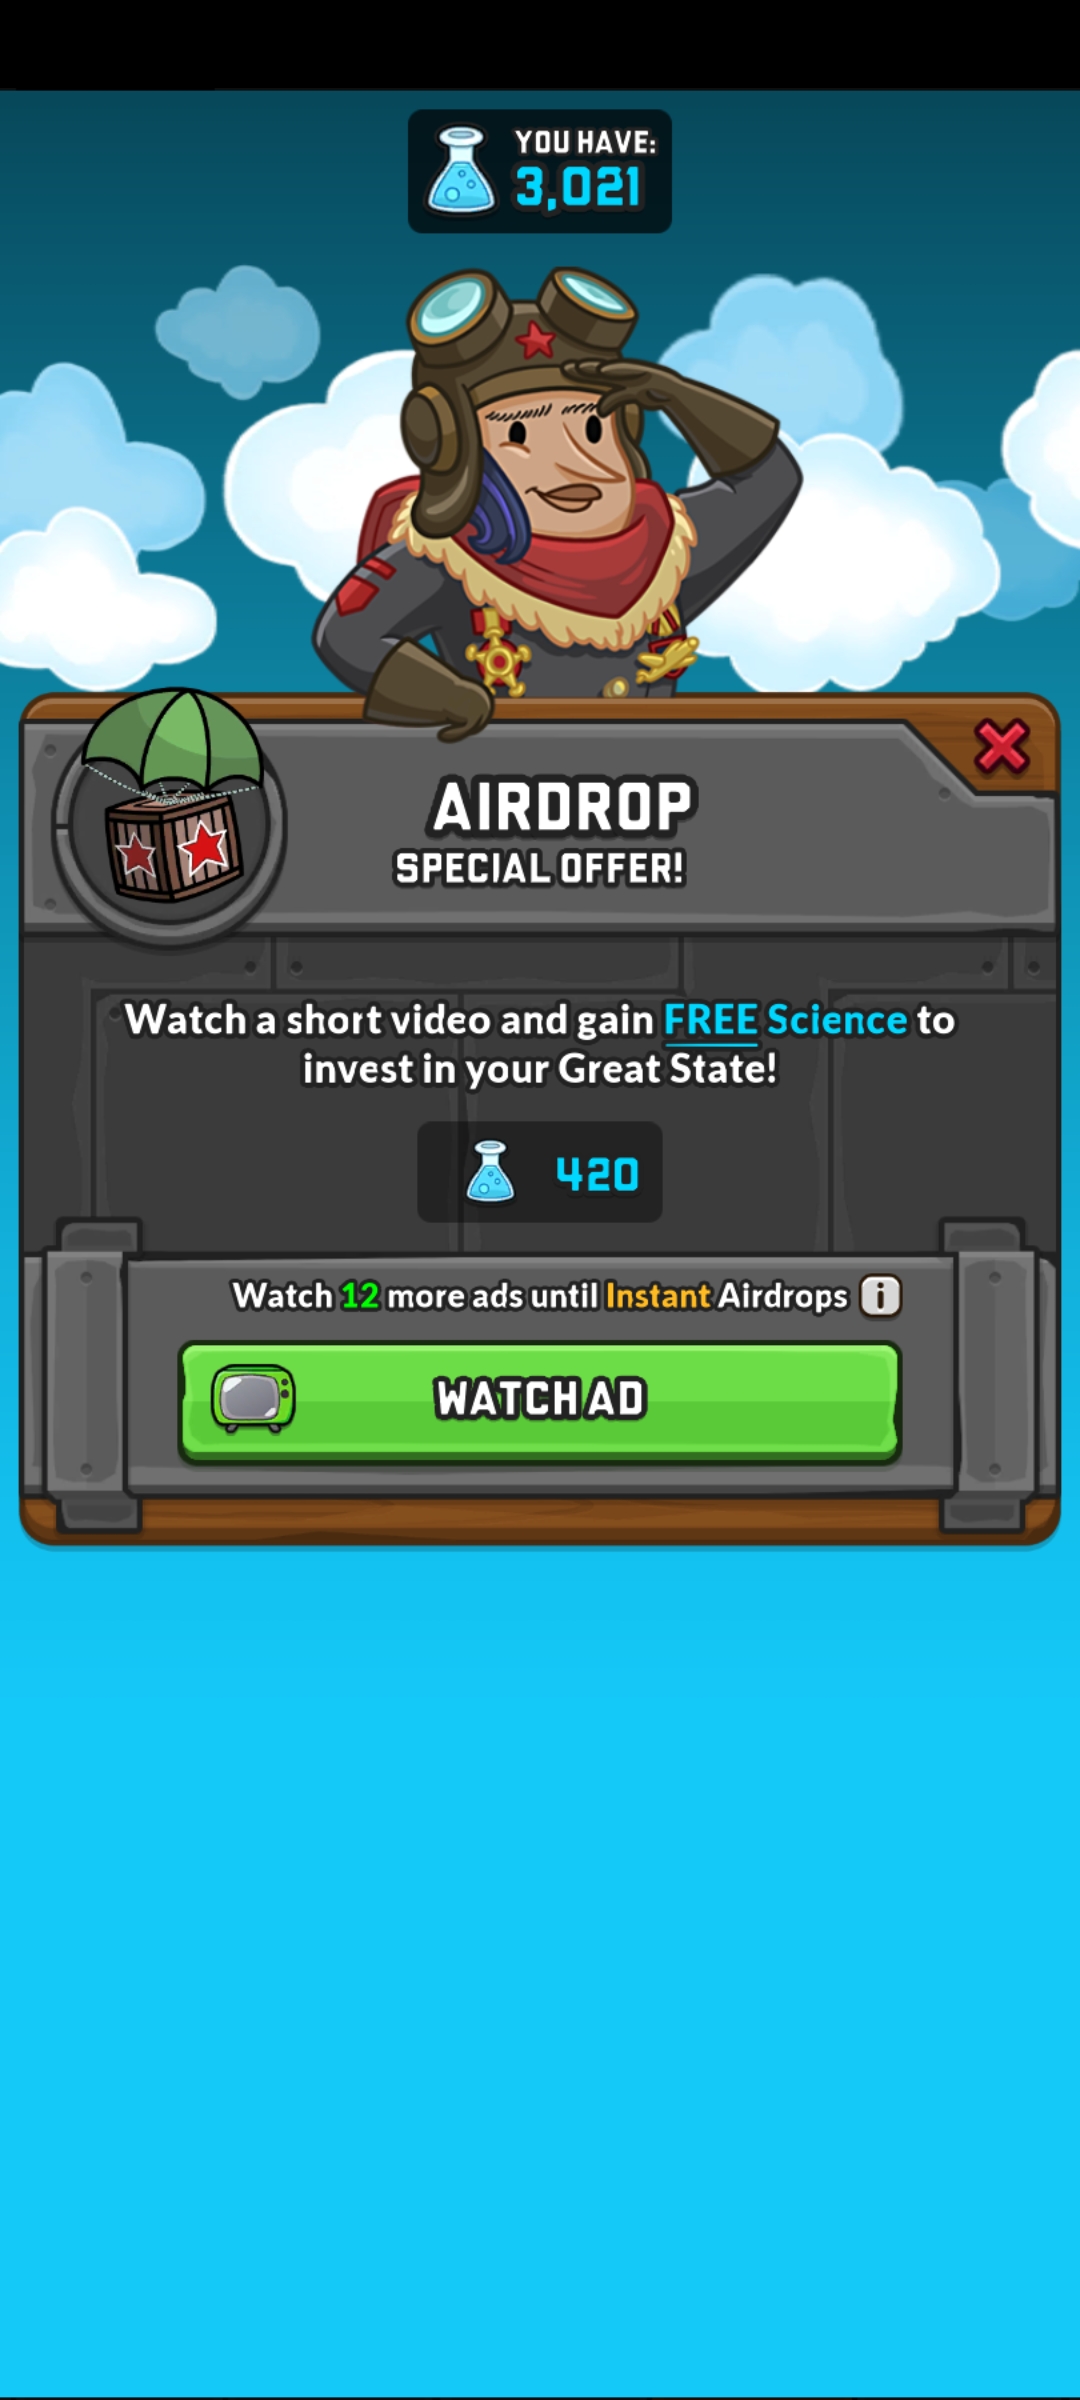 YOU HAVE:
3,021
AIRDROP
SPECIAL OFFER!
Watch a short video and gain FREE Science to
invest in your Great State!
420
Watch 12 more ads until Instant Airdrops i
WATCH AD